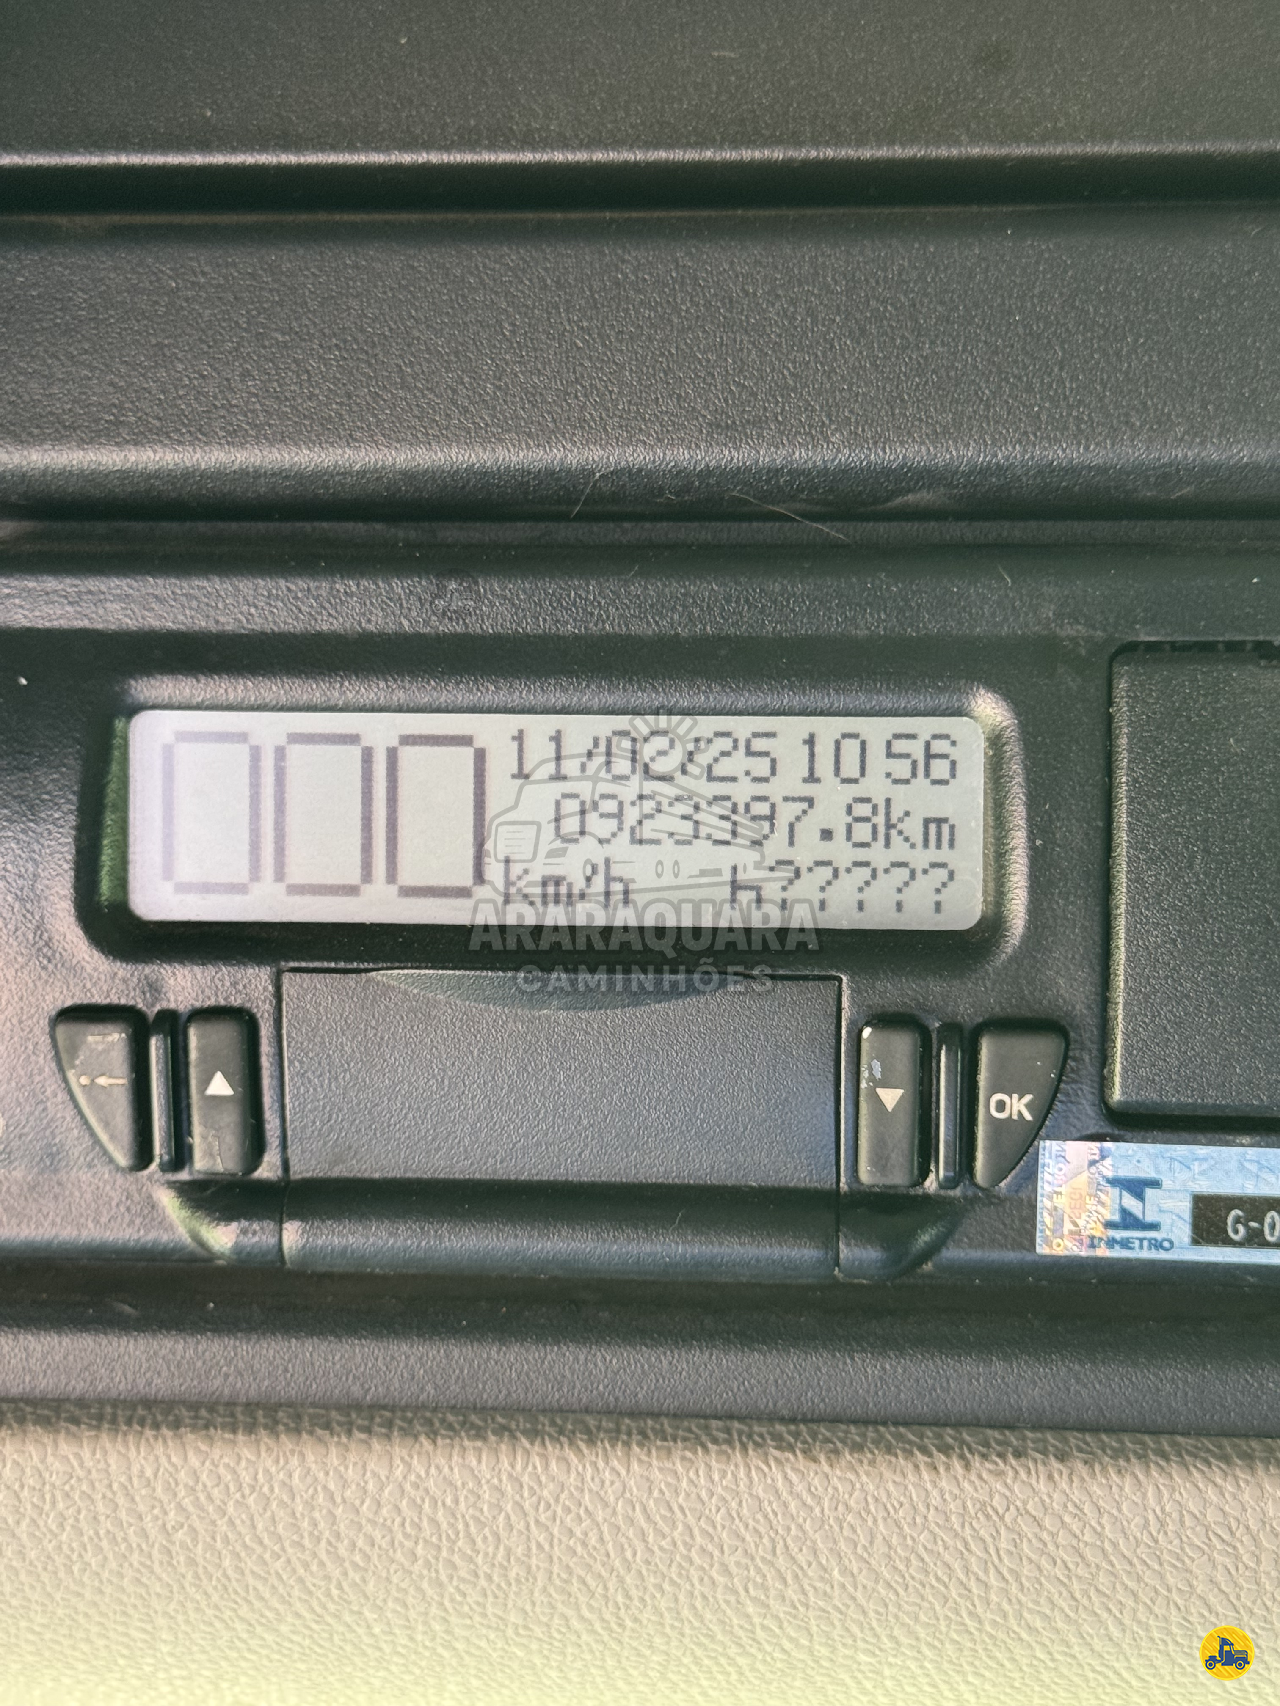 000 11/02/25 10 56
0923397.8km
km/h h?????
ARARAQUARA
CAMINHÕES
OK
INMETRO
G-0